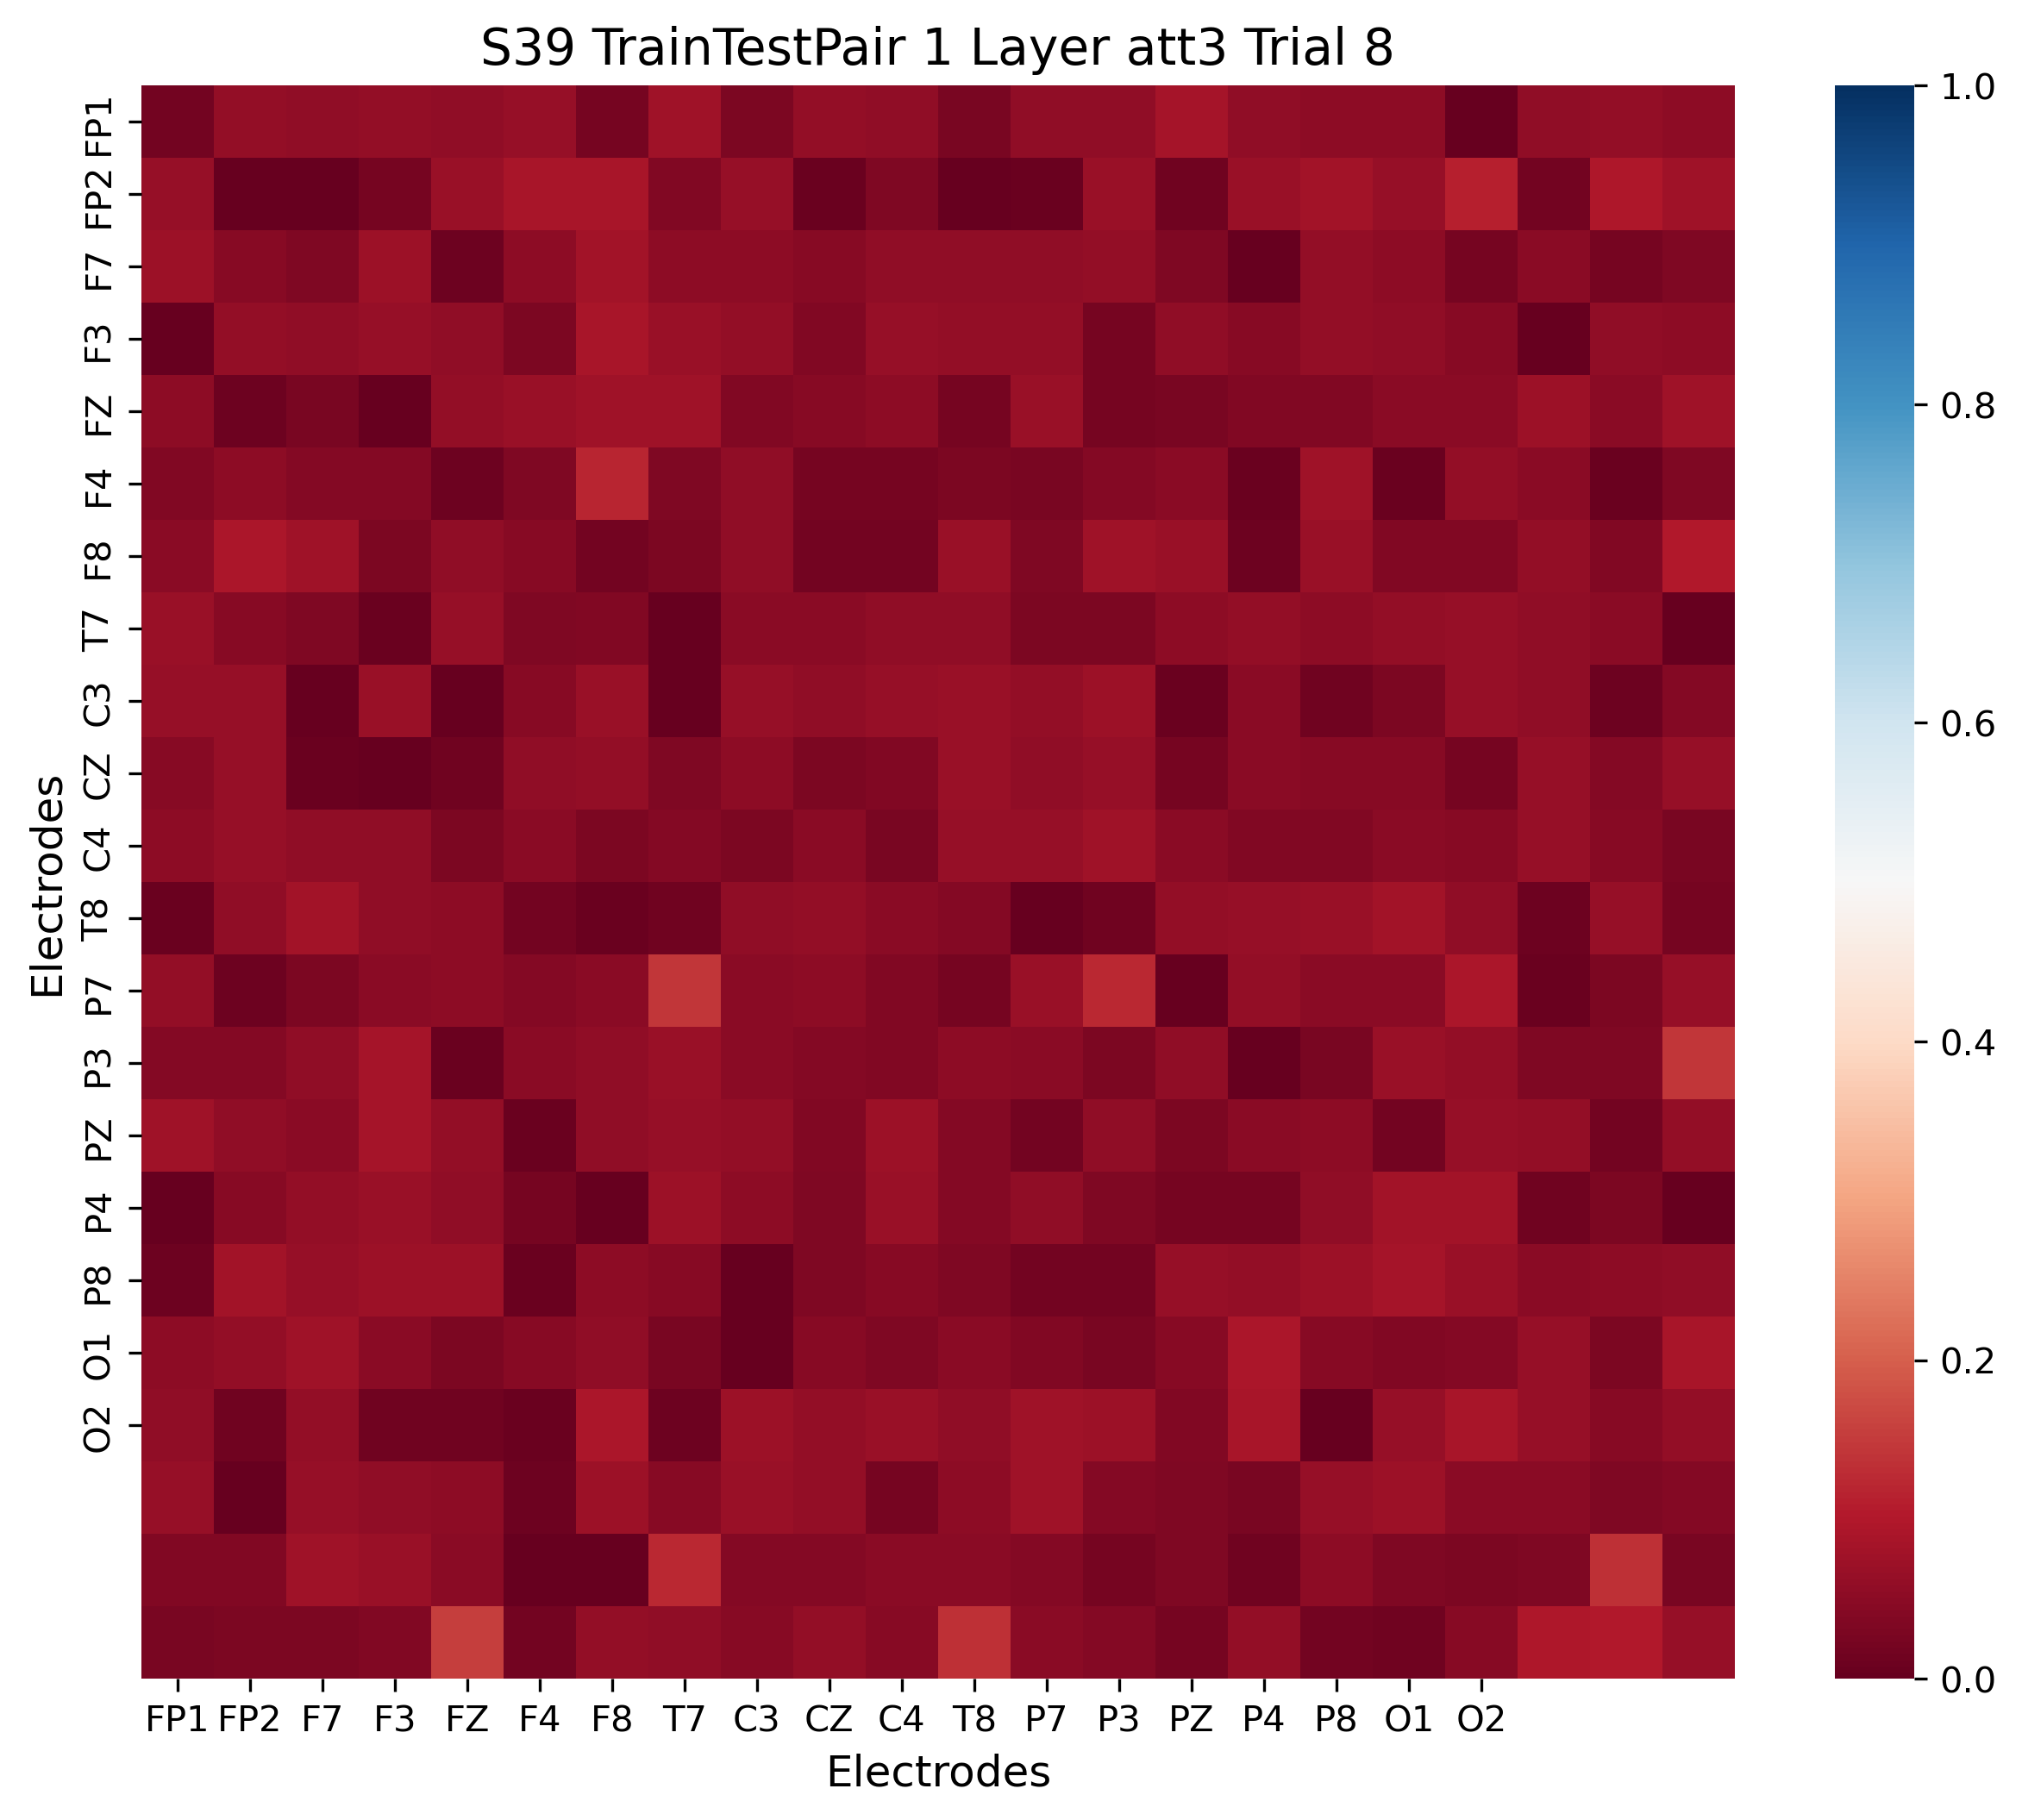 S39 TrainTestPair 1 Layer att3 Trial 8
Electrodes
FP1
FP2
F7
F3
FZ
F4
F8
T7
C3
CZ
C4
T8
P7
P3
PZ
P4
P8
O1
O2
FP1 FP2 F7 F3 FZ F4 F8 T7 C3 CZ C4 T8 P7 P3 PZ P4 P8 O1 O2
Electrodes
1.0
0.8
0.6
0.4
0.2
0.0